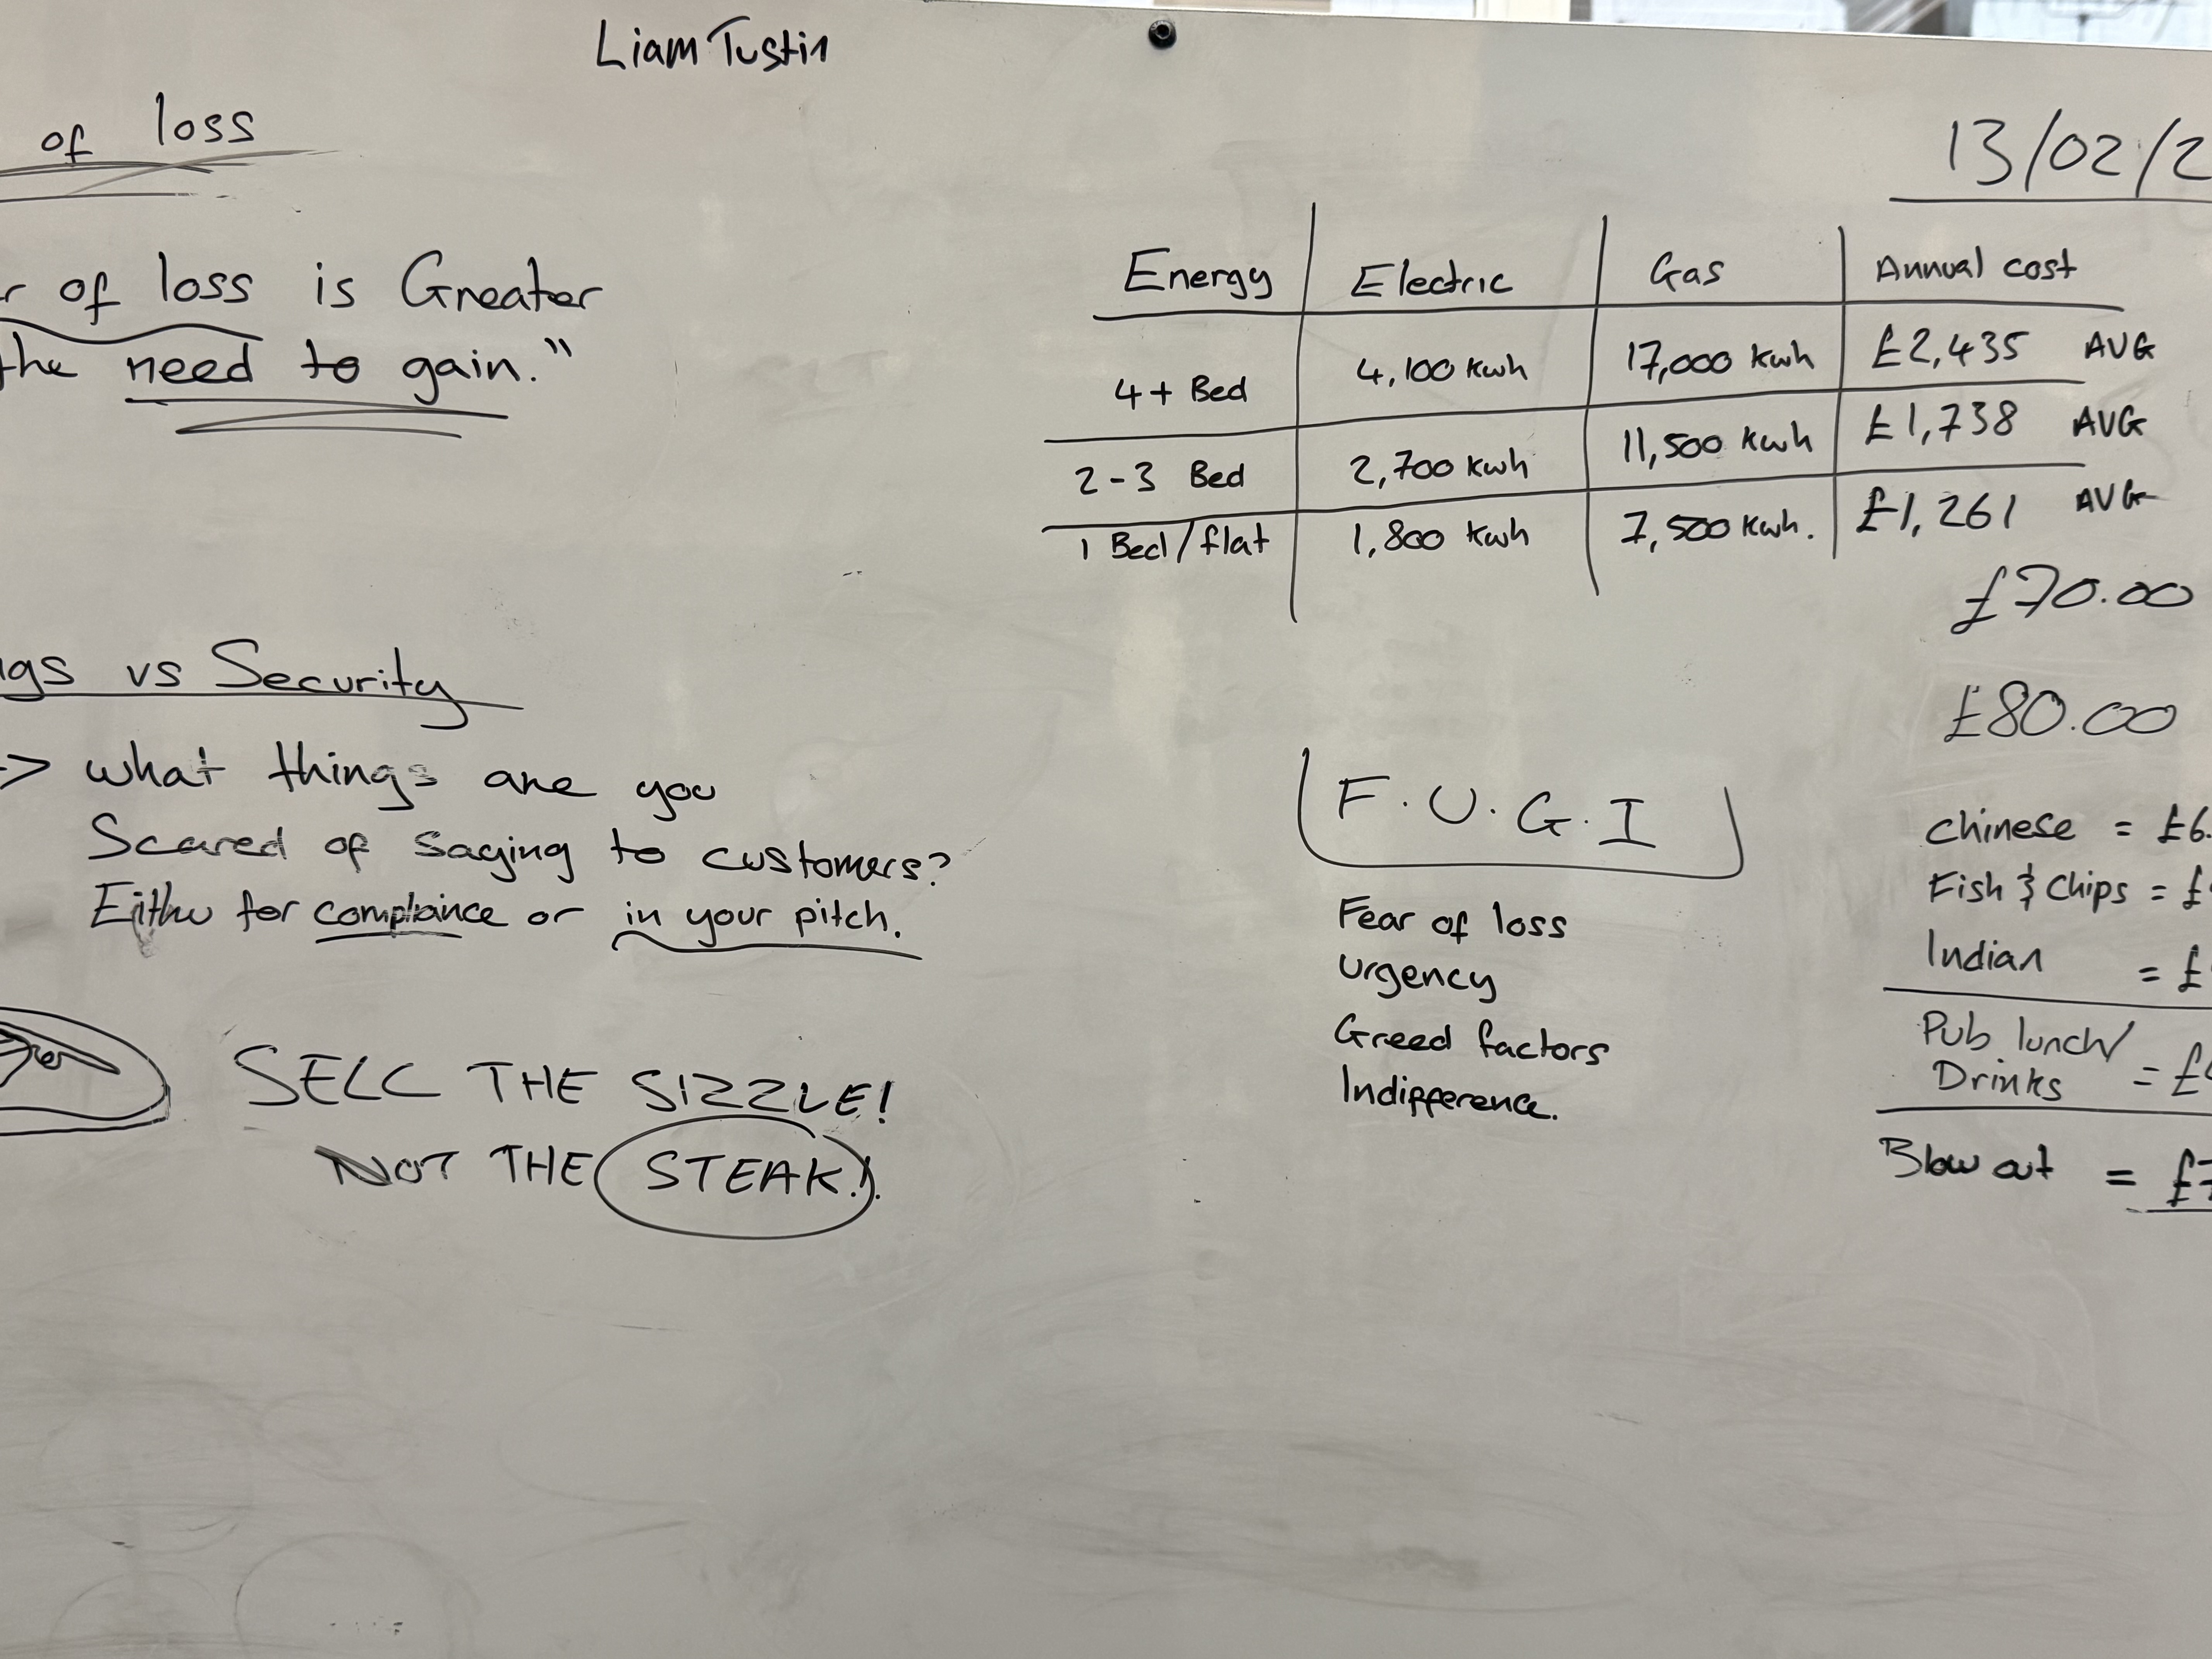 Liam Tustin
of loss
of loss is Greater
the need to gain."
vs Security
-> what things are you
Scared of saying to customers?
Either for compliance or in your pitch.
SELL THE SIZZLE!
NOT THE STEAK!
13/02/2
Energy Electric Gas Annual cost
4+ Bed 4,100 Kwh 17,000 Kwh £2,435 AVG
2-3 Bed 2,700 Kwh 11,500 Kwh £1,738 AVG
1 Bed/flat 1,800 Kwh 7,500 Kwh. £1,261 AVG
£70.00
£80.00
F.U.G.I
Fear of loss
urgency
Greed factors
Indifference.
Chinese = £6.
Fish & Chips = £
Indian = £
Pub lunch/
Drinks = £
Blow out = £7